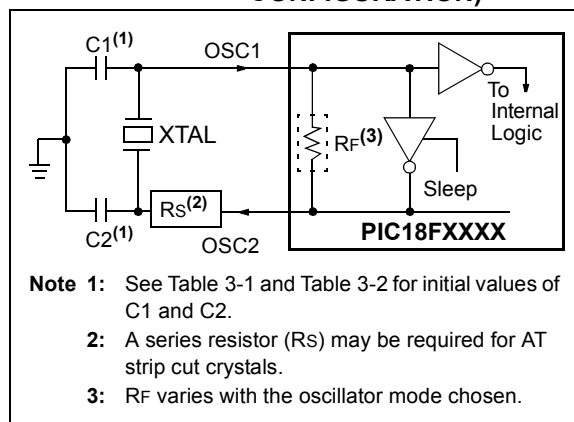 CONFIGURATION)
C1(1)
OSC1
To
Internal
Logic
XTAL
RF(3)
Sleep
RS(2)
C2(1)
OSC2
PIC18FXXXX
Note 1: See Table 3-1 and Table 3-2 for initial values of
C1 and C2.
2: A series resistor (RS) may be required for AT
strip cut crystals.
3: RF varies with the oscillator mode chosen.